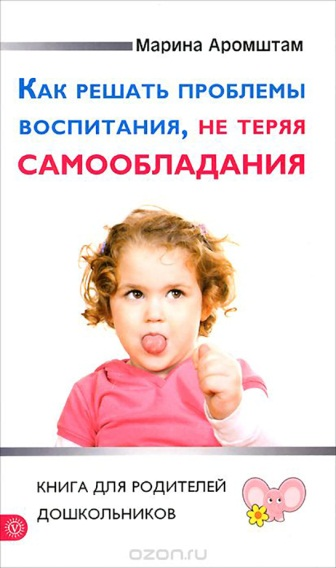 Марина Аромштам
Как решать проблемы
воспитания, не теряя
самообладания
книга для родителей
дошкольников
V
ozon.ru